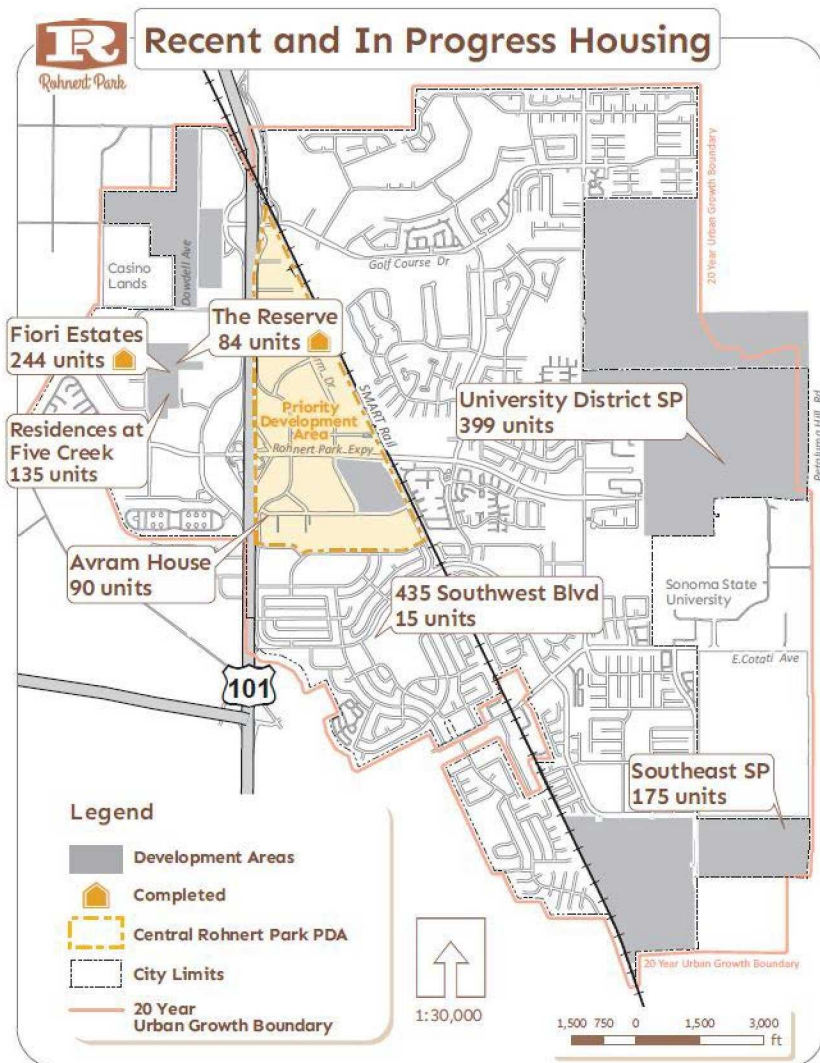 R
Rohnert Park
Recent and In Progress Housing
20 Year Urban Growth Boundary
Golf Course Dr
Casino
Lands
Dowdell Ave
Fiori Estates
244 units
The Reserve
84 units
SMART Rail
Priority
Development
Area
Rohnert Park Expy
University District SP
399 units
Petaluma Hill Rd
Residences at
Five Creek
135 units
Avram House
90 units
435 Southwest Blvd
15 units
Sonoma State
University
E.Cotati Ave
101
Southeast SP
175 units
Legend
Development Areas
Completed
Central Rohnert Park PDA
City Limits
20 Year
Urban Growth Boundary
1:30,000
20 Year Urban Growth Boundary
1,500 750 0 1,500 3,000
ft